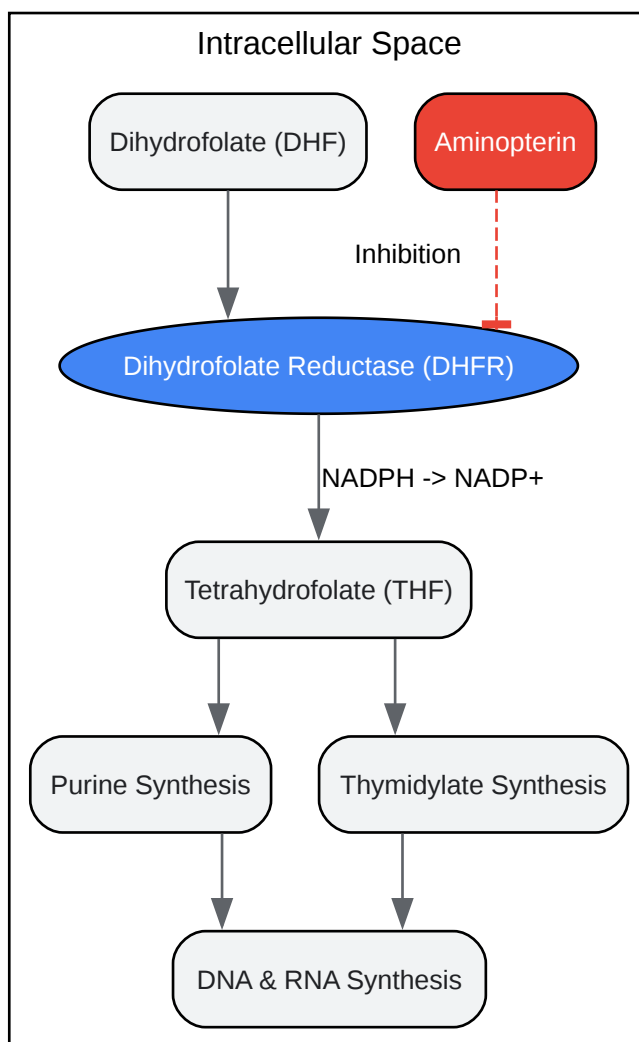 Intracellular Space
Dihydrofolate (DHF)
Aminopterin
Inhibition
Dihydrofolate Reductase (DHFR)
NADPH -> NADP+
Tetrahydrofolate (THF)
Purine Synthesis
Thymidylate Synthesis
DNA & RNA Synthesis